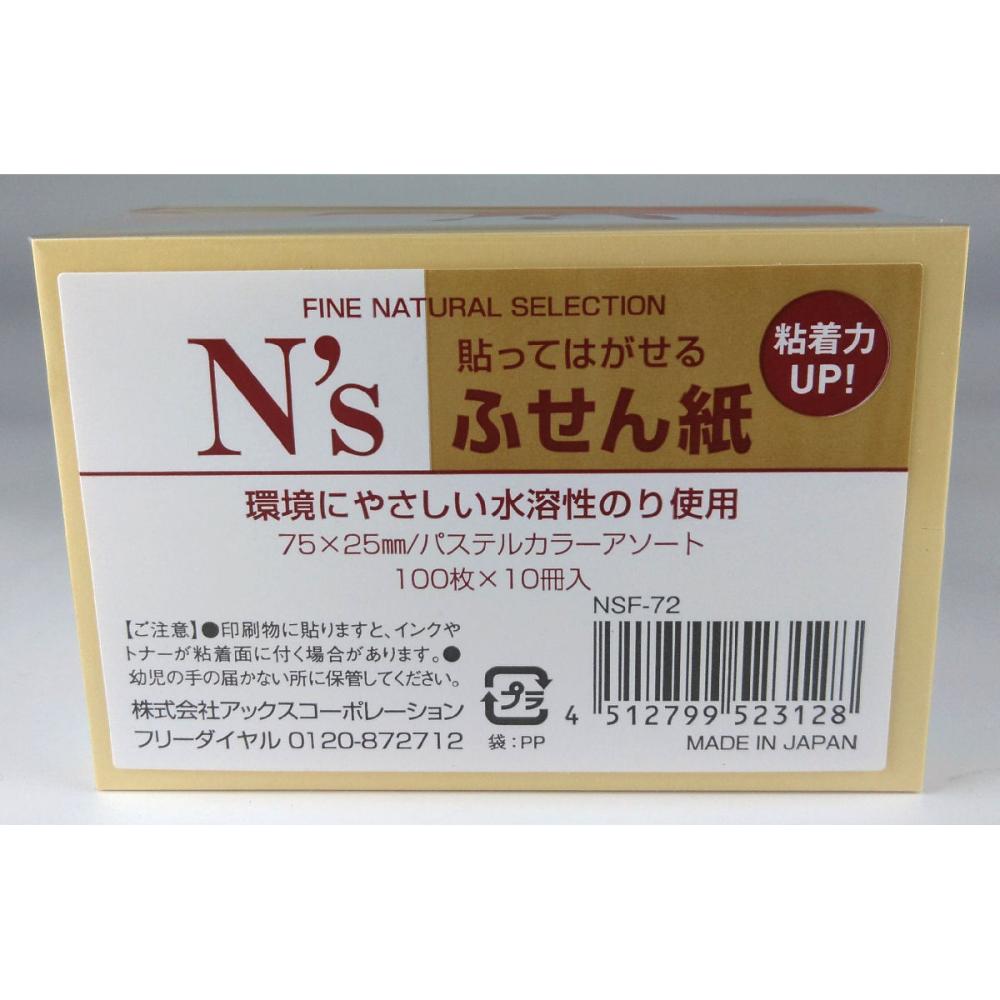 FINE NATURAL SELECTION
N's
貼ってはがせる
ふせん紙
粘着力
UP!
環境にやさしい水溶性のり使用
75×25㎜/パステルカラーアソート
100枚×10冊入
【ご注意】●印刷物に貼りますと、インクや
トナーが粘着面に付く場合があります。●
幼児の手の届かない所に保管してください。
株式会社アックスコーポレーション
フリーダイヤル 0120-872712
プラ
袋:PP
NSF-72
4 512799 523128
MADE IN JAPAN